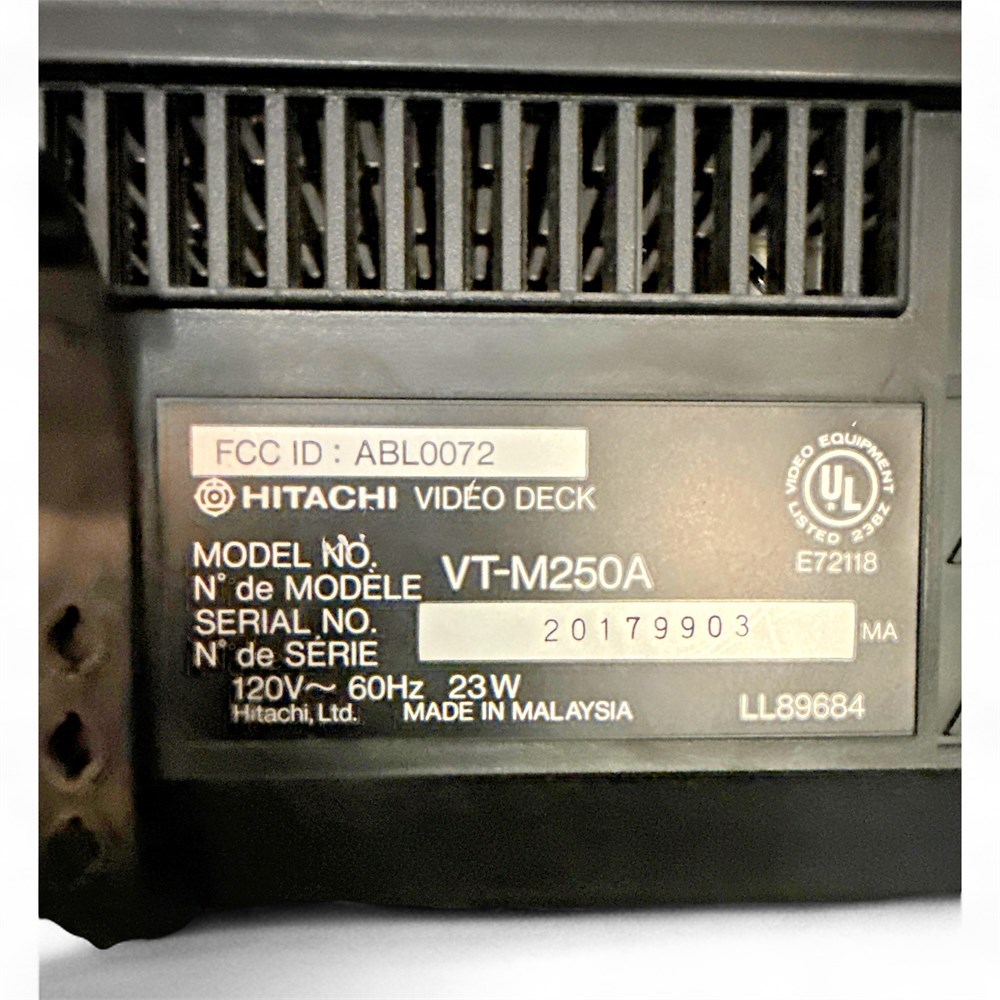 FCC ID : ABL0072
HITACHI VIDEO DECK
VIDEO EQUIPMENT
UL
LISTED 238Z
E72118
MODEL NO.
N° de MODÈLE
VT-M250A
SERIAL NO.
N° de SÉRIE
20179903
MA
120V~ 60Hz 23W
Hitachi, Ltd. MADE IN MALAYSIA
LL89684